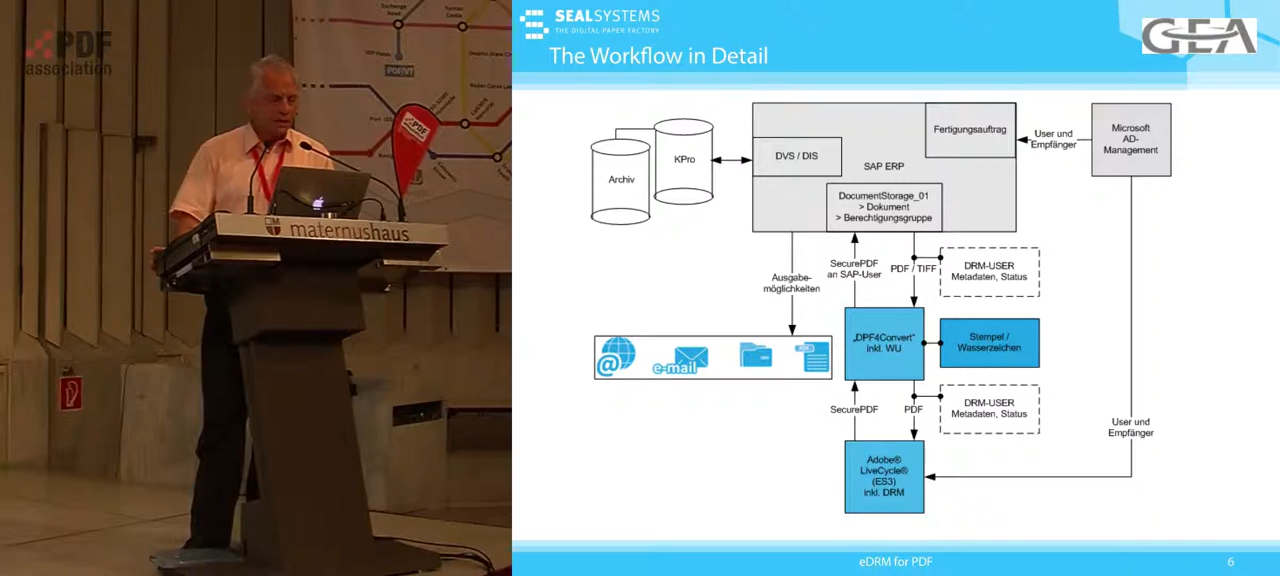 PDF
association
PDF/VT
PDF
maternushaus
SEALSYSTEMS
THE DIGITAL PAPER FACTORY
GEA
The Workflow in Detail
Archiv
KPro
DVS / DIS
SAP ERP
Fertigungsauftrag
User und
Empfänger
Microsoft
AD-
Management
DocumentStorage_01
> Dokument
> Berechtigungsgruppe
Ausgabe-
möglichkeiten
SecurePDF
an SAP-User
PDF / TIFF
DRM-USER
Metadaten, Status
@
e-mail
„DPF4Convert“
inkl. WU
Stempel /
Wasserzeichen
SecurePDF
PDF
DRM-USER
Metadaten, Status
User und
Empfänger
Adobe®
LiveCycle®
(ES3)
inkl. DRM
eDRM for PDF
6